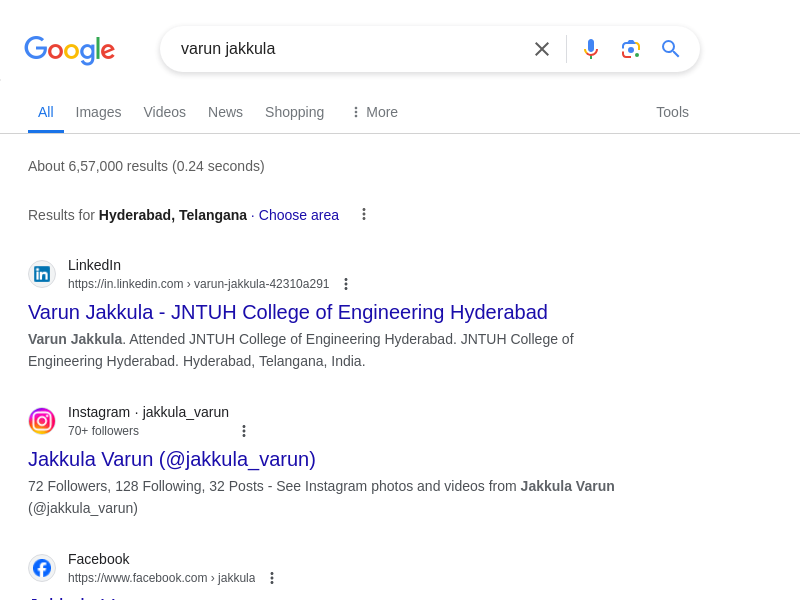 Google
varun jakkula
All Images Videos News Shopping More Tools
About 6,57,000 results (0.24 seconds)
Results for Hyderabad, Telangana · Choose area
LinkedIn
https://in.linkedin.com › varun-jakkula-42310a291
Varun Jakkula - JNTUH College of Engineering Hyderabad
Varun Jakkula. Attended JNTUH College of Engineering Hyderabad. JNTUH College of
Engineering Hyderabad. Hyderabad, Telangana, India.
Instagram · jakkula_varun
70+ followers
Jakkula Varun (@jakkula_varun)
72 Followers, 128 Following, 32 Posts - See Instagram photos and videos from Jakkula Varun
(@jakkula_varun)
Facebook
https://www.facebook.com › jakkula